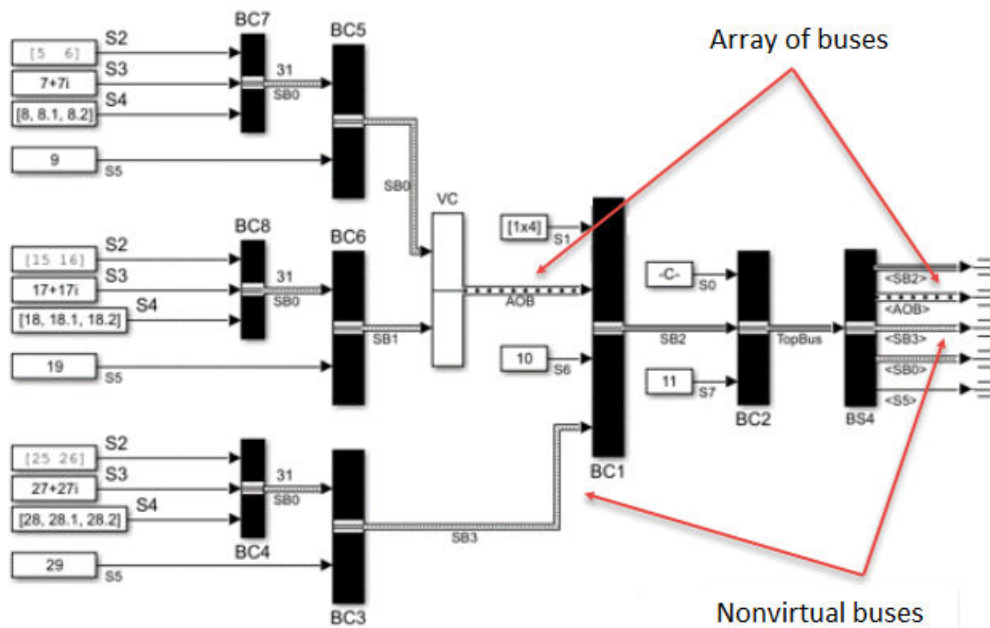 BC7
BC5
Array of buses
[5 6]
S2
7+7i
S3
[8, 8.1, 8.2]
S4
31
SB0
9
S5
SB0
VC
BC8
BC6
[15 16]
S2
17+17i
S3
[18, 18.1, 18.2]
S4
31
SB0
SB1
19
S5
[1x4]
S1
AOB
10
S6
BC1
SB2
-C-
S0
11
S7
BC2
TopBus
BS4
<SB2>
<AOB>
<SB3>
<SB0>
<S5>
[25 26]
S2
27+27i
S3
[28, 28.1, 28.2]
S4
31
SB0
BC4
29
S5
BC3
SB3
Nonvirtual buses